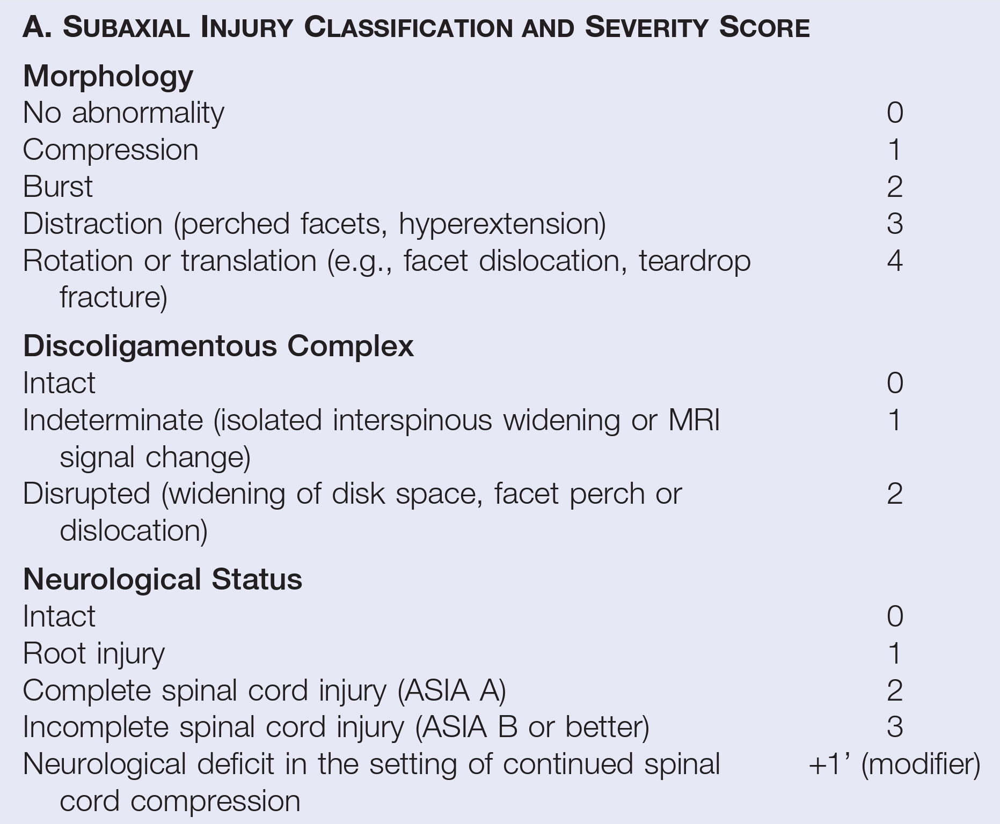 A. SUBAXIAL INJURY CLASSIFICATION AND SEVERITY SCORE
Morphology
No abnormality 0
Compression 1
Burst 2
Distraction (perched facets, hyperextension) 3
Rotation or translation (e.g., facet dislocation, teardrop 4
fracture)
Discoligamentous Complex
Intact 0
Indeterminate (isolated interspinous widening or MRI 1
signal change)
Disrupted (widening of disk space, facet perch or 2
dislocation)
Neurological Status
Intact 0
Root injury 1
Complete spinal cord injury (ASIA A) 2
Incomplete spinal cord injury (ASIA B or better) 3
Neurological deficit in the setting of continued spinal +1’ (modifier)
cord compression